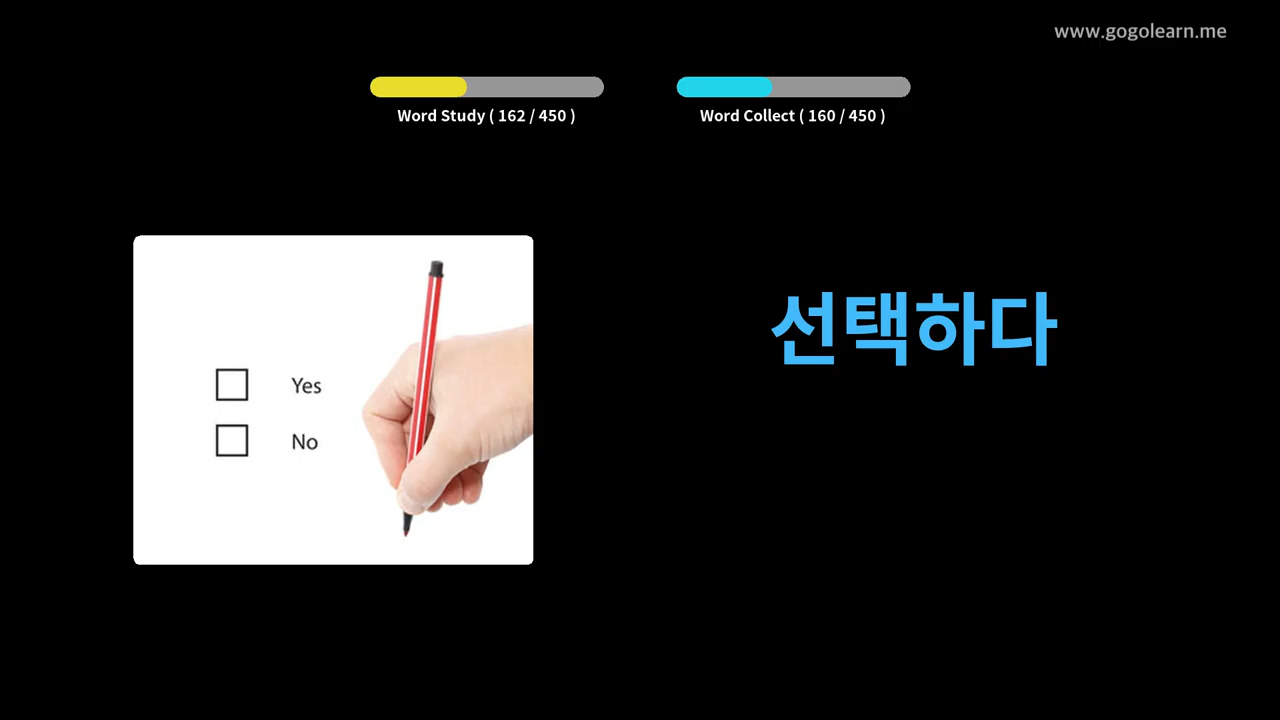 www.gogolearn.me
Word Study ( 162 / 450 )
Word Collect ( 160 / 450 )
선택하다
Yes
No